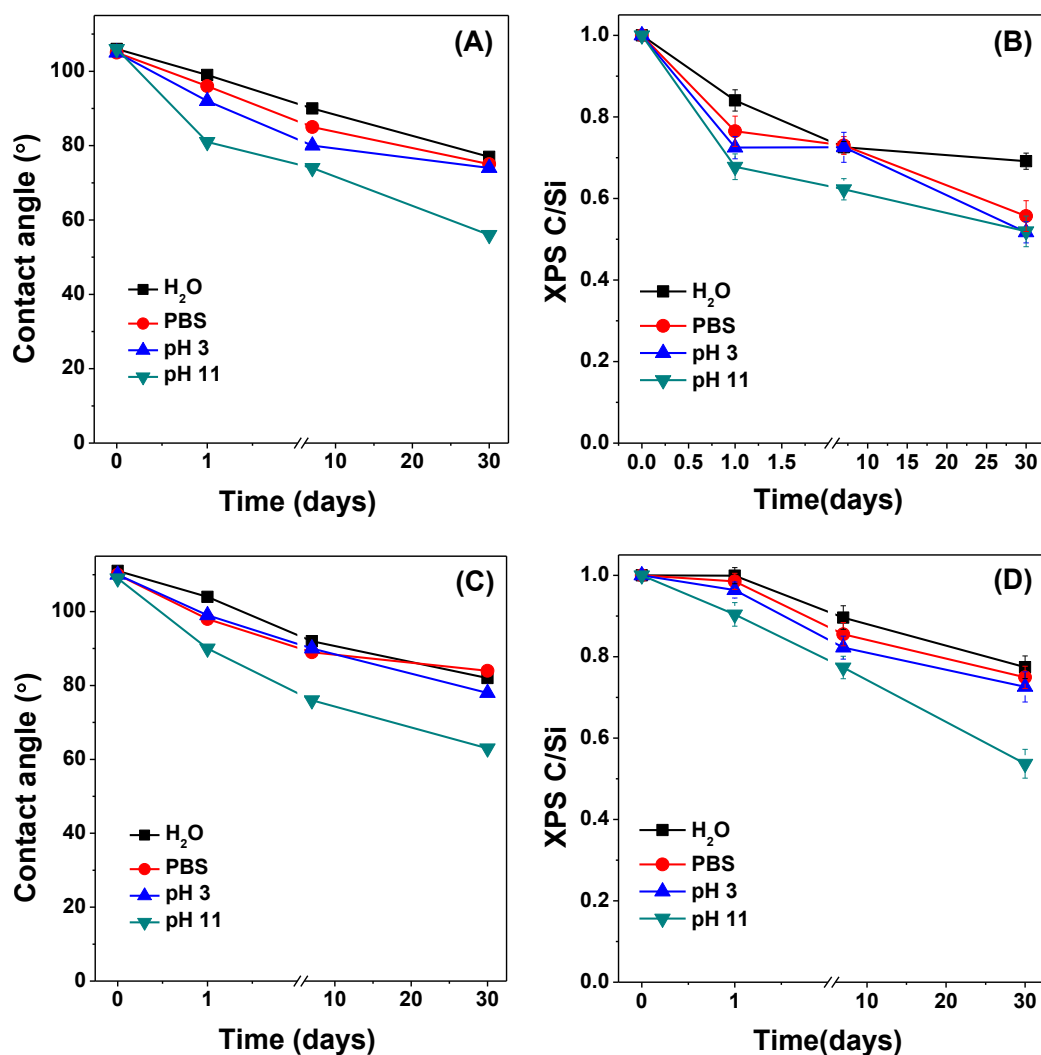 (A)
Contact angle (°)
100
80
60
40
20
0
H₂O
PBS
pH 3
pH 11
0 1 10 20 30
Time (days)
(B)
XPS C/Si
1.0
0.8
0.6
0.4
0.2
0.0
H₂O
PBS
pH 3
pH 11
0.0 0.5 1.0 1.5 10 15 20 25 30
Time(days)
(C)
Contact angle (°)
100
80
60
40
20
0
H₂O
PBS
pH 3
pH 11
0 1 10 20 30
Time (days)
(D)
XPS C/Si
1.0
0.8
0.6
0.4
0.2
0.0
H₂O
PBS
pH 3
pH 11
0 1 10 20 30
Time(days)